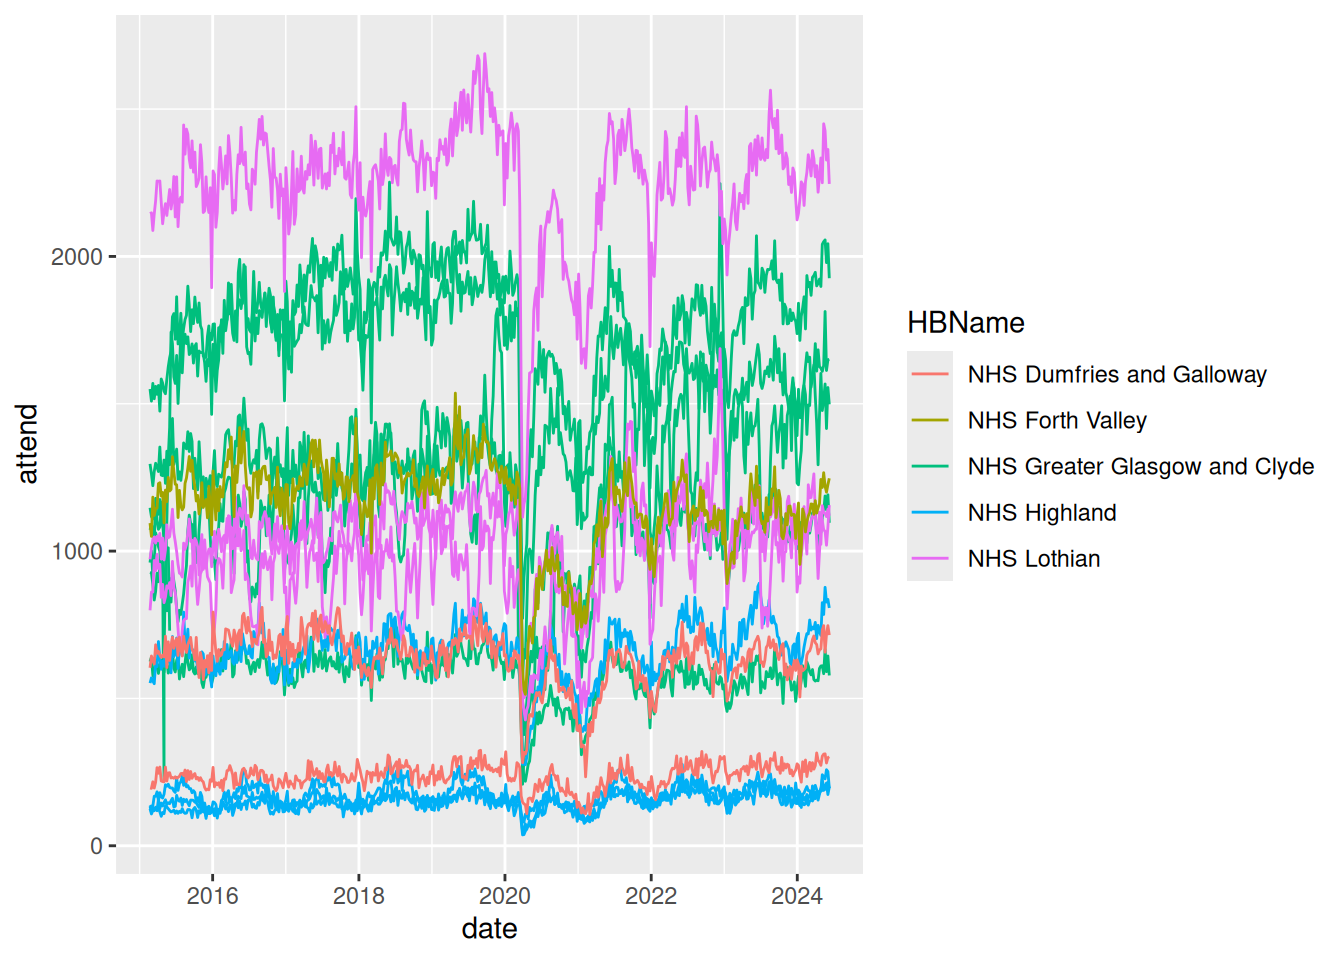 attend
2000
1000
0
2016 2018 2020 2022 2024
date
HBName
NHS Dumfries and Galloway
NHS Forth Valley
NHS Greater Glasgow and Clyde
NHS Highland
NHS Lothian